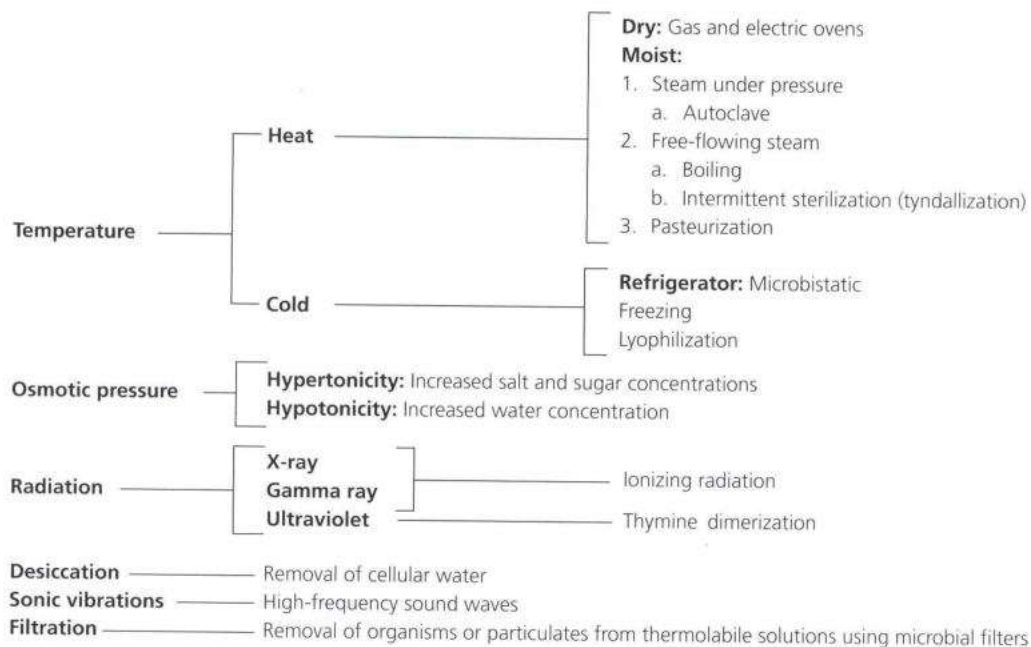 Dry: Gas and electric ovens
Moist:
1. Steam under pressure
a. Autoclave
Heat
2. Free-flowing steam
a. Boiling
b. Intermittent sterilization (tyndallization)
Temperature
3. Pasteurization
Refrigerator: Microbistatic
Cold
Freezing
Lyophilization
Osmotic pressure
Hypertonicity: Increased salt and sugar concentrations
Hypotonicity: Increased water concentration
Radiation
X-ray
Gamma ray
Ionizing radiation
Ultraviolet
Thymine dimerization
Desiccation Removal of cellular water
Sonic vibrations High-frequency sound waves
Filtration Removal of organisms or particulates from thermolabile solutions using microbial filters